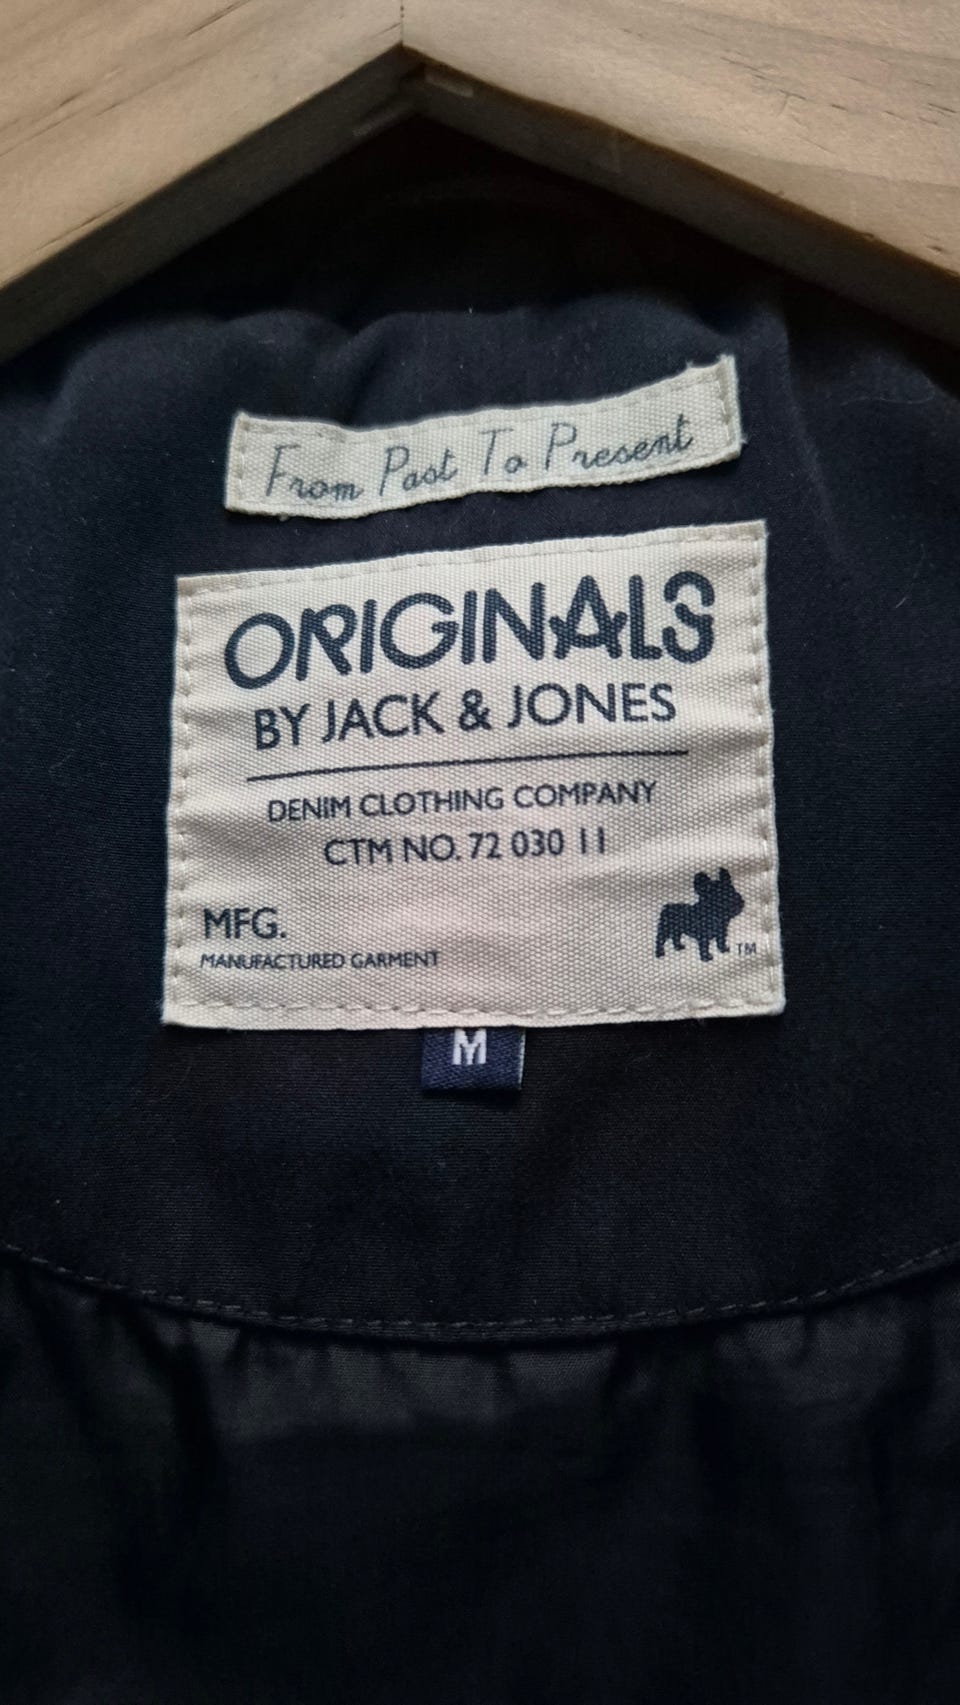 From Past To Present
ORIGINALS
BY JACK & JONES
DENIM CLOTHING COMPANY
CTM NO. 72 030 11
MFG.
MANUFACTURED GARMENT
TM
M